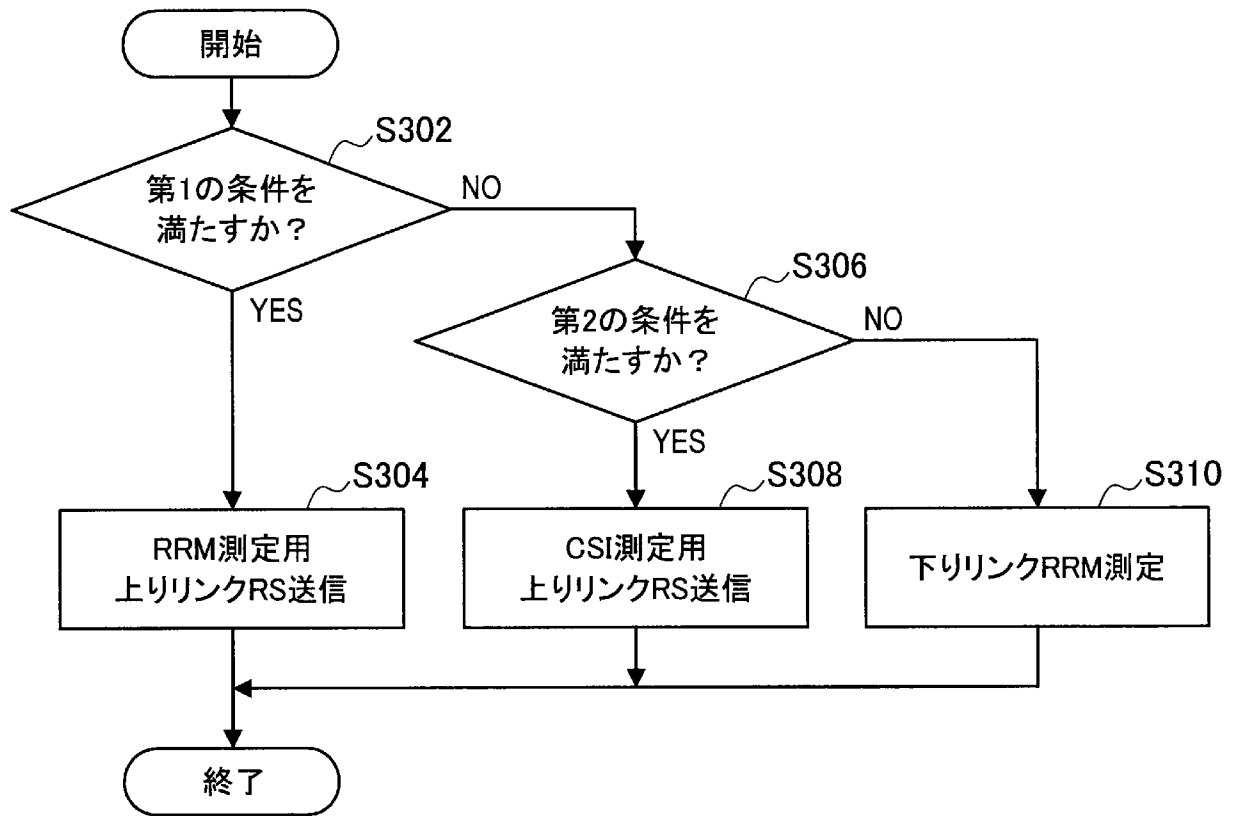 開始
S302
第1の条件を
満たすか？
NO
YES
S306
第2の条件を
満たすか？
NO
YES
S304
RRM測定用
上りリンクRS送信
S308
CSI測定用
上りリンクRS送信
S310
下りリンクRRM測定
終了